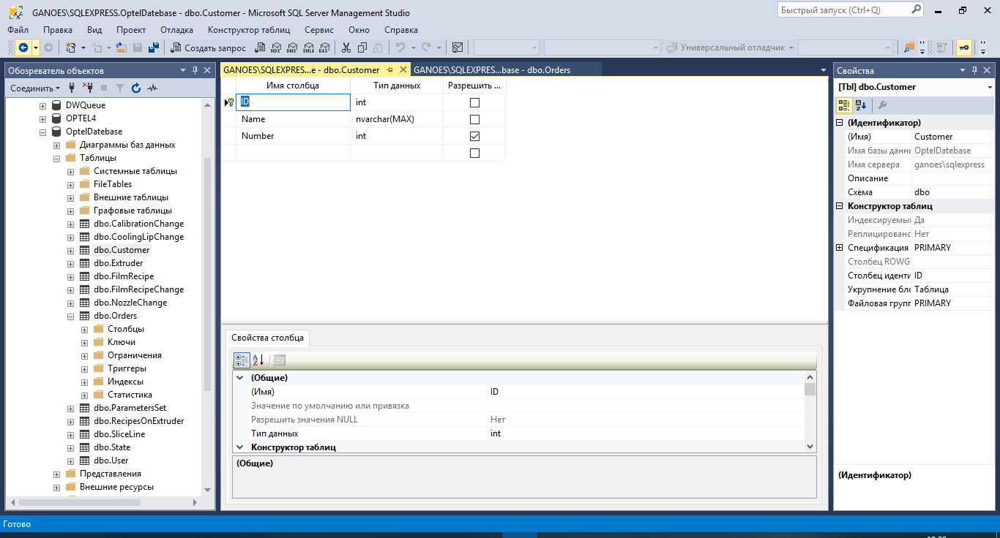 GANOES\SQLEXPRESS.OptelDatebase - dbo.Customer - Microsoft SQL Server Management Studio
Быстрый запуск (Ctrl+Q)
Файл Правка Вид Проект Отладка Конструктор таблиц Сервис Окно Справка
Создать запрос MDX DMX XMLA DAX Универсальный отладчик
Обозреватель объектов
Соединить
DWQueue
OPTEL4
OptelDatebase
Диаграммы баз данных
Таблицы
Системные таблицы
FileTables
Внешние таблицы
Графовые таблицы
dbo.CalibrationChange
dbo.CoolingLipChange
dbo.Customer
dbo.Extruder
dbo.FilmRecipe
dbo.FilmRecipeChange
dbo.NozzleChange
dbo.Orders
Столбцы
Ключи
Ограничения
Триггеры
Индексы
Статистика
dbo.ParametersSet
dbo.RecipesOnExtruder
dbo.SliceLine
dbo.State
dbo.User
Представления
Внешние ресурсы
GANOES\SQLEXPRES...e - dbo.Customer GANOES\SQLEXPRES...base - dbo.Orders
Имя столбца Тип данных Разрешить ...
ID int
Name nvarchar(MAX)
Number int
Свойства столбца
(Общие)
(Имя) ID
Значение по умолчанию или привязка
Разрешить значения NULL Нет
Тип данных int
Конструктор таблиц
(Общие)
Свойства
[Tbl] dbo.Customer
(Идентификатор)
(Имя) Customer
Имя базы данны OptelDatebase
Имя сервера ganoes\sqlexpress
Описание
Схема dbo
Конструктор таблиц
Индексируемый Да
Реплицировано Нет
Спецификация PRIMARY
Столбец ROWG
Столбец иденти ID
Укрупнение бло Таблица
Файловая групп PRIMARY
(Идентификатор)
Готово